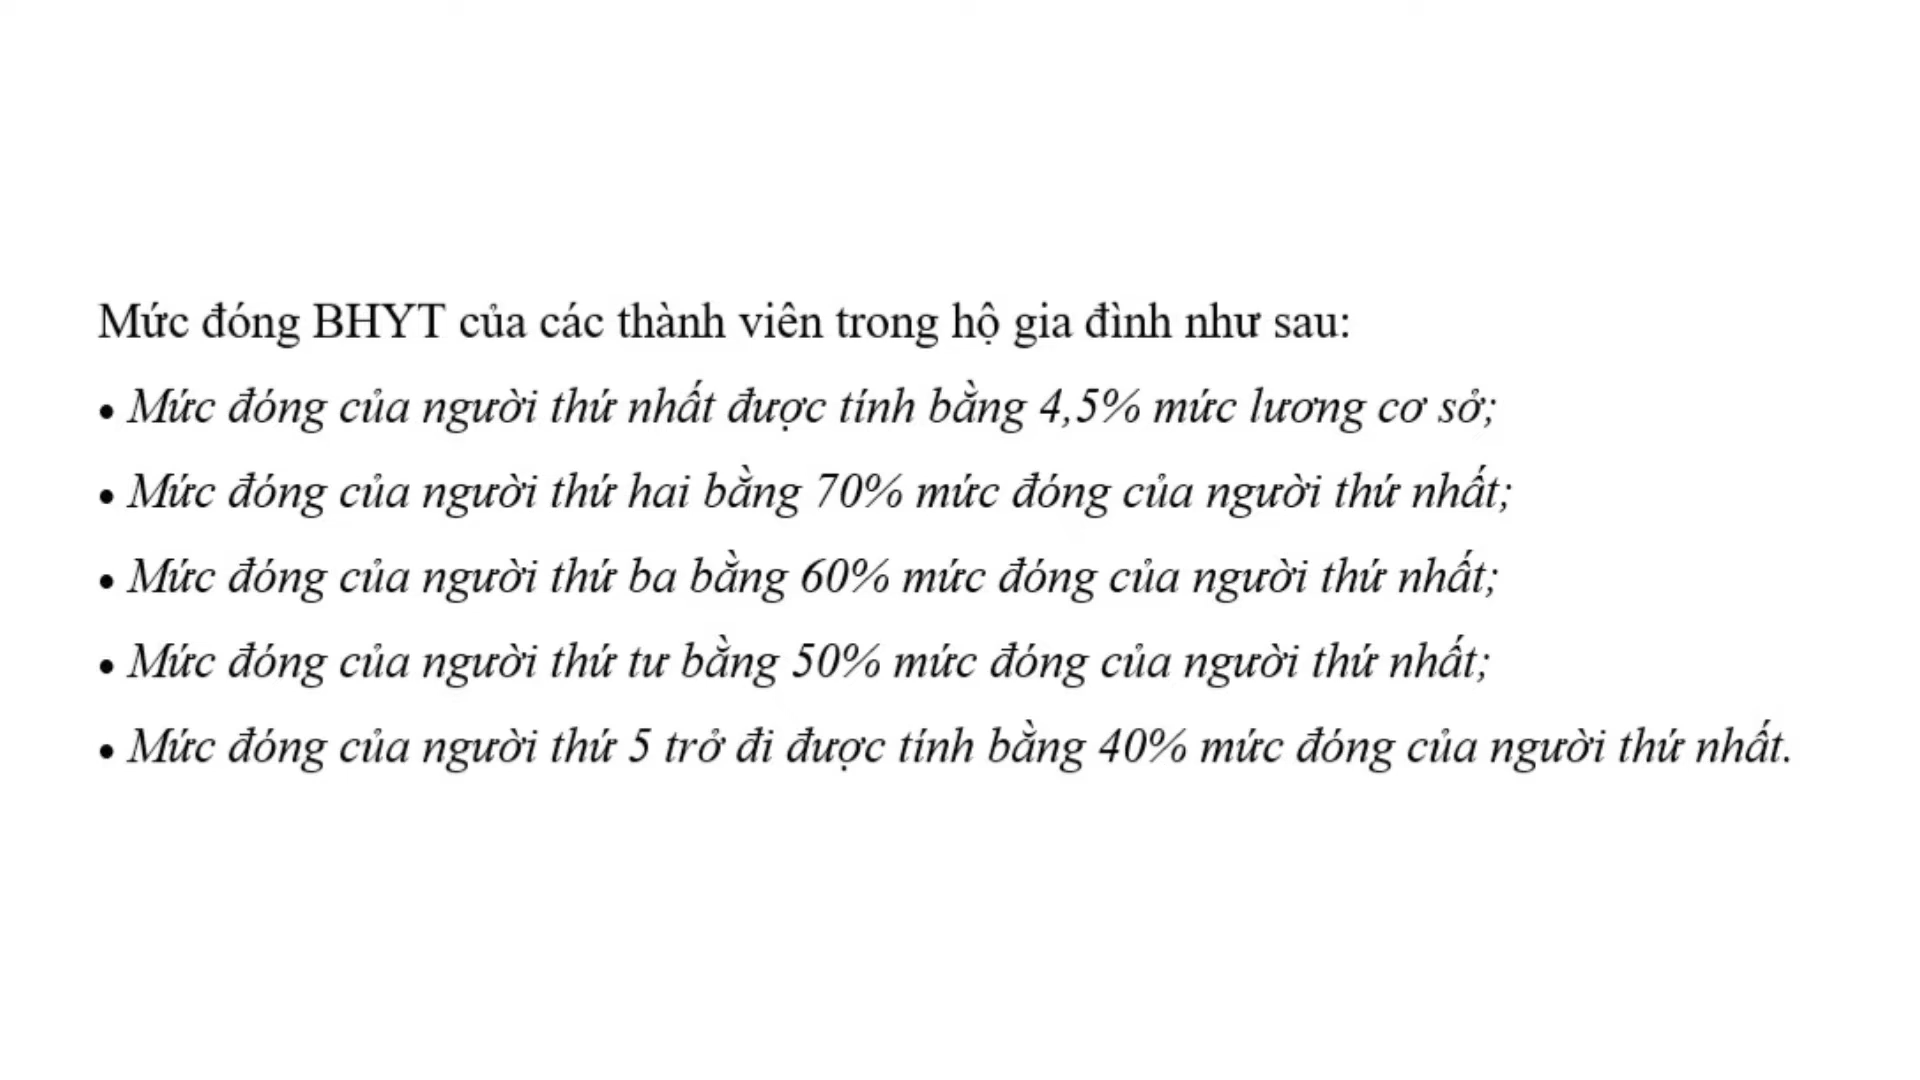 Mức đóng BHYT của các thành viên trong hộ gia đình như sau:
• Mức đóng của người thứ nhất được tính bằng 4,5% mức lương cơ sở;
• Mức đóng của người thứ hai bằng 70% mức đóng của người thứ nhất;
• Mức đóng của người thứ ba bằng 60% mức đóng của người thứ nhất;
• Mức đóng của người thứ tư bằng 50% mức đóng của người thứ nhất;
• Mức đóng của người thứ 5 trở đi được tính bằng 40% mức đóng của người thứ nhất.